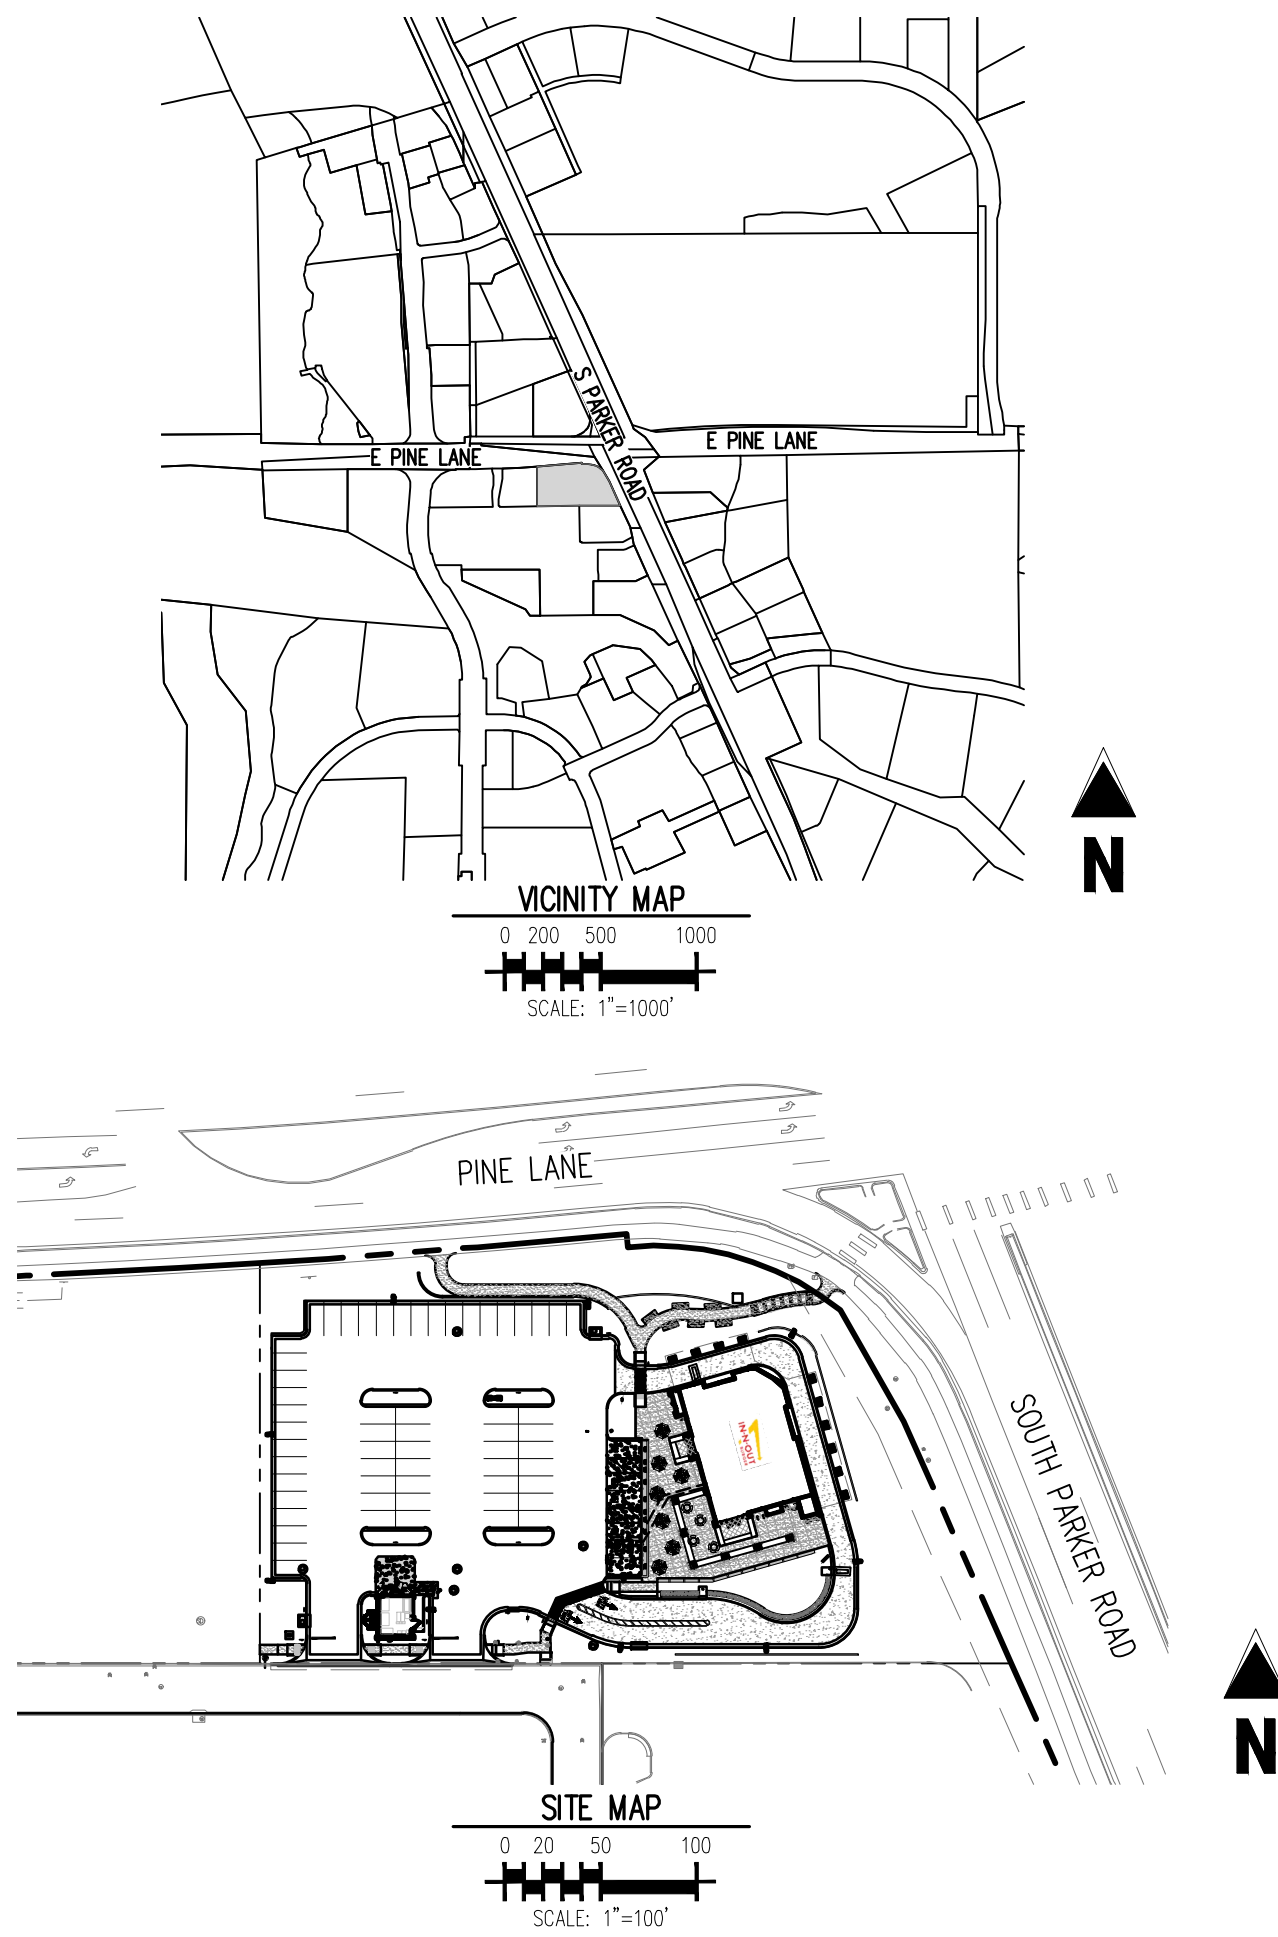 S PARKER ROAD
E PINE LANE
E PINE LANE
N
VICINITY MAP
0 200 500 1000
SCALE: 1"=1000'
PINE LANE
IN-N-OUT
BURGER
SOUTH PARKER ROAD
N
SITE MAP
0 20 50 100
SCALE: 1"=100'